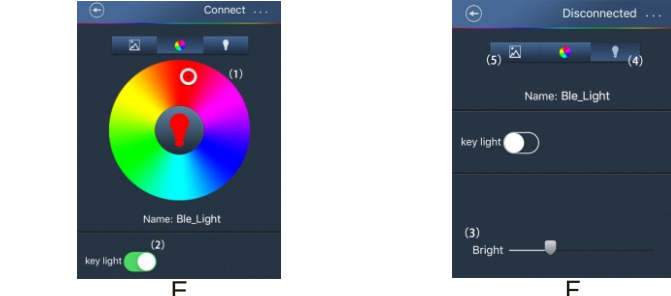 Connect ...
(1)
Name: Ble_Light
(2)
key light
E
Disconnected ...
(5)
(4)
Name: Ble_Light
key light
(3)
Bright
F